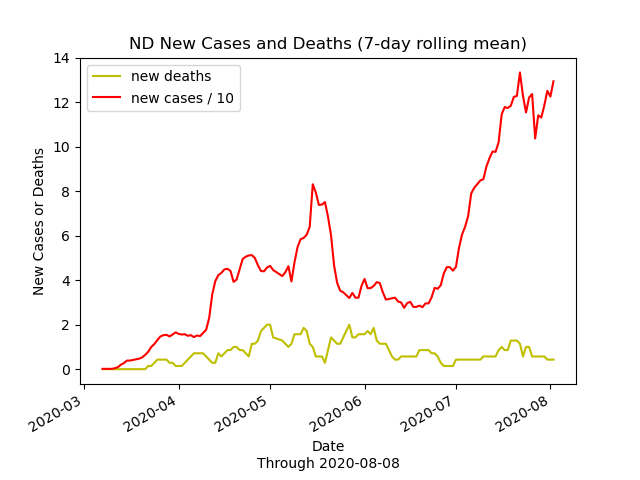 ND New Cases and Deaths (7-day rolling mean)
new deaths
new cases / 10
New Cases or Deaths
14
12
10
8
6
4
2
0
2020-03
2020-04
2020-05
2020-06
2020-07
2020-08
Date
Through 2020-08-08